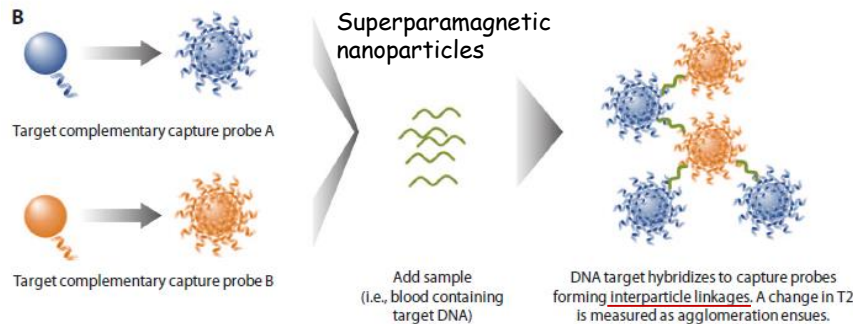 B
Superparamagnetic
nanoparticles
Target complementary capture probe A
Target complementary capture probe B
Add sample
(i.e., blood containing
target DNA)
DNA target hybridizes to capture probes
forming interparticle linkages. A change in T2
is measured as agglomeration ensues.